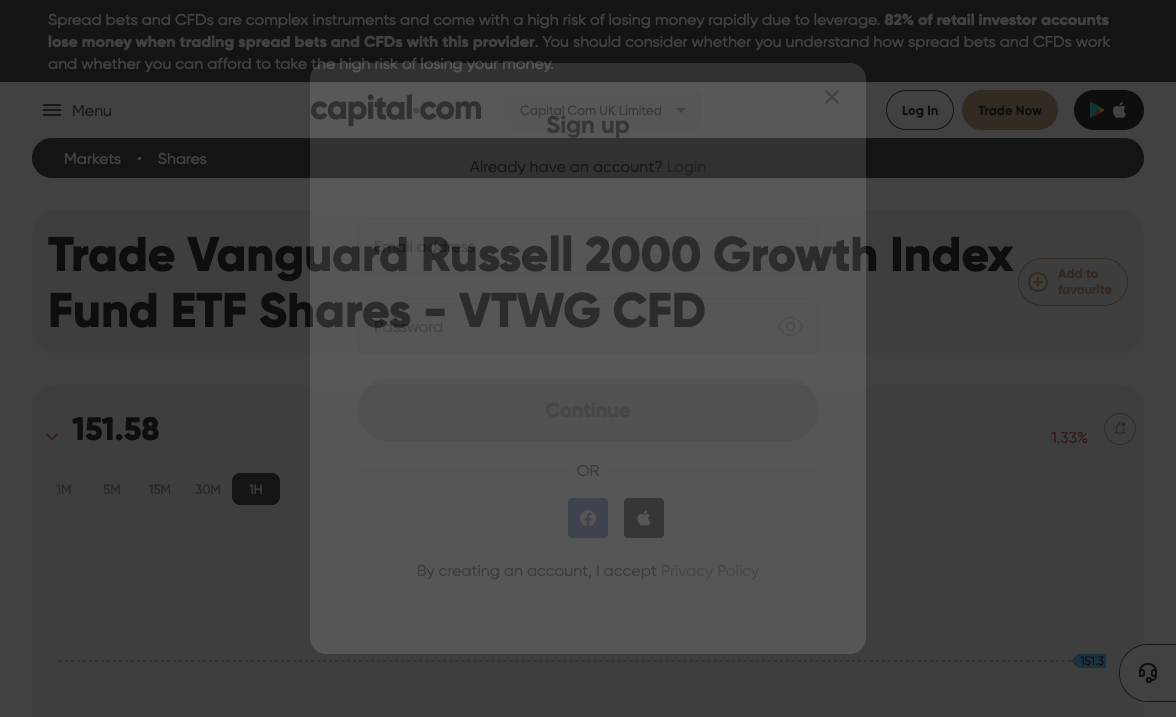 Spread bets and CFDs are complex instruments and come with a high risk of losing money rapidly due to leverage. 82% of retail investor accounts
lose money when trading spread bets and CFDs with this provider. You should consider whether you understand how spread bets and CFDs work
and whether you can afford to take the high risk of losing your money.
Menu
capital.com
Capital Com UK Limited
Log In
Trade Now
Sign up
Markets • Shares
Already have an account? Login
Trade Vanguard Russell 2000 Growth Index
Fund ETF Shares - VTWG CFD
Add to
favourite
Email address
Password
Continue
151.58
1.33%
OR
1M 5M 15M 30M 1H
By creating an account, I accept Privacy Policy
151.3